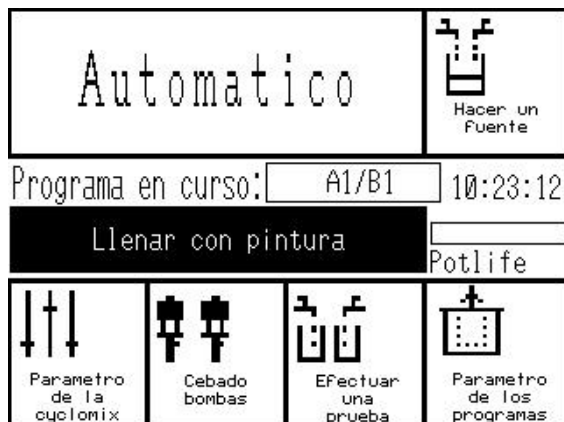 Automatico
Hacer un
Fuente
Programa en curso:
A1/B1
10:23:12
Llenar con pintura
Potlife
Parametro
de la
cyclomix
Cebado
bombas
Efectuar
una
prueba
Parametro
de los
programas